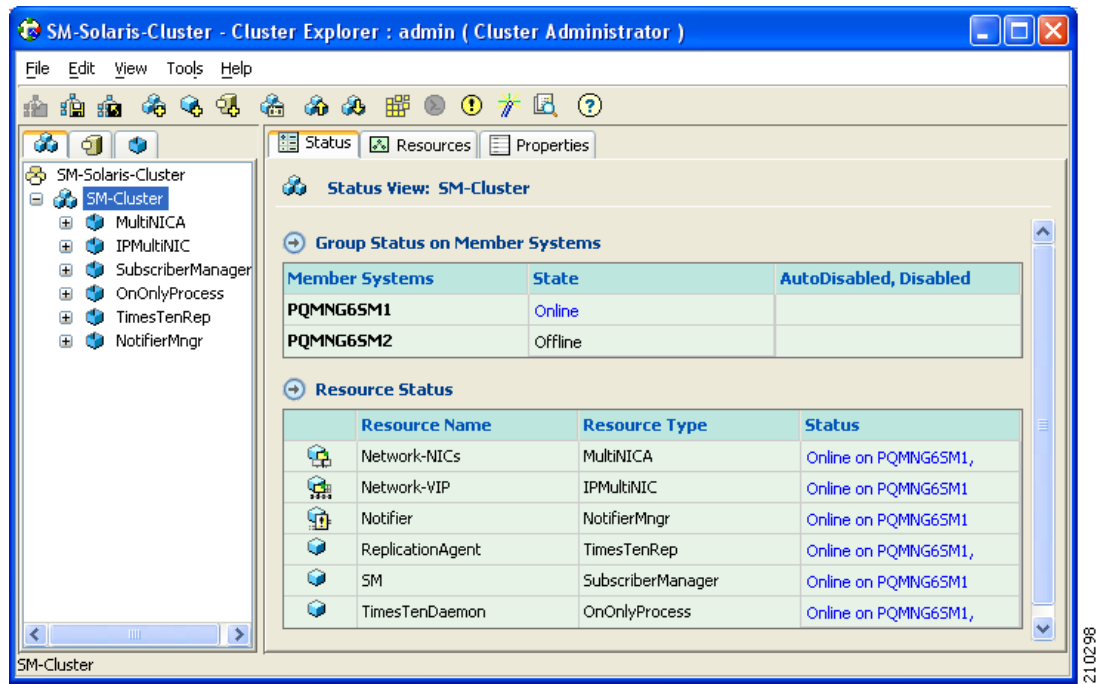 SM-Solaris-Cluster - Cluster Explorer : admin ( Cluster Administrator )
File Edit View Tools Help
Status Resources Properties
SM-Solaris-Cluster
SM-Cluster
MultiNICA
IPMultiNIC
SubscriberManager
OnOnlyProcess
TimesTenRep
NotifierMngr
Status View: SM-Cluster
Group Status on Member Systems
Member Systems State AutoDisabled, Disabled
PQMNG6SM1 Online
PQMNG6SM2 Offline
Resource Status
Resource Name Resource Type Status
Network-NICs MultiNICA Online on PQMNG6SM1,
Network-VIP IPMultiNIC Online on PQMNG6SM1
Notifier NotifierMngr Online on PQMNG6SM1
ReplicationAgent TimesTenRep Online on PQMNG6SM1,
SM SubscriberManager Online on PQMNG6SM1
TimesTenDaemon OnOnlyProcess Online on PQMNG6SM1,
SM-Cluster
210298